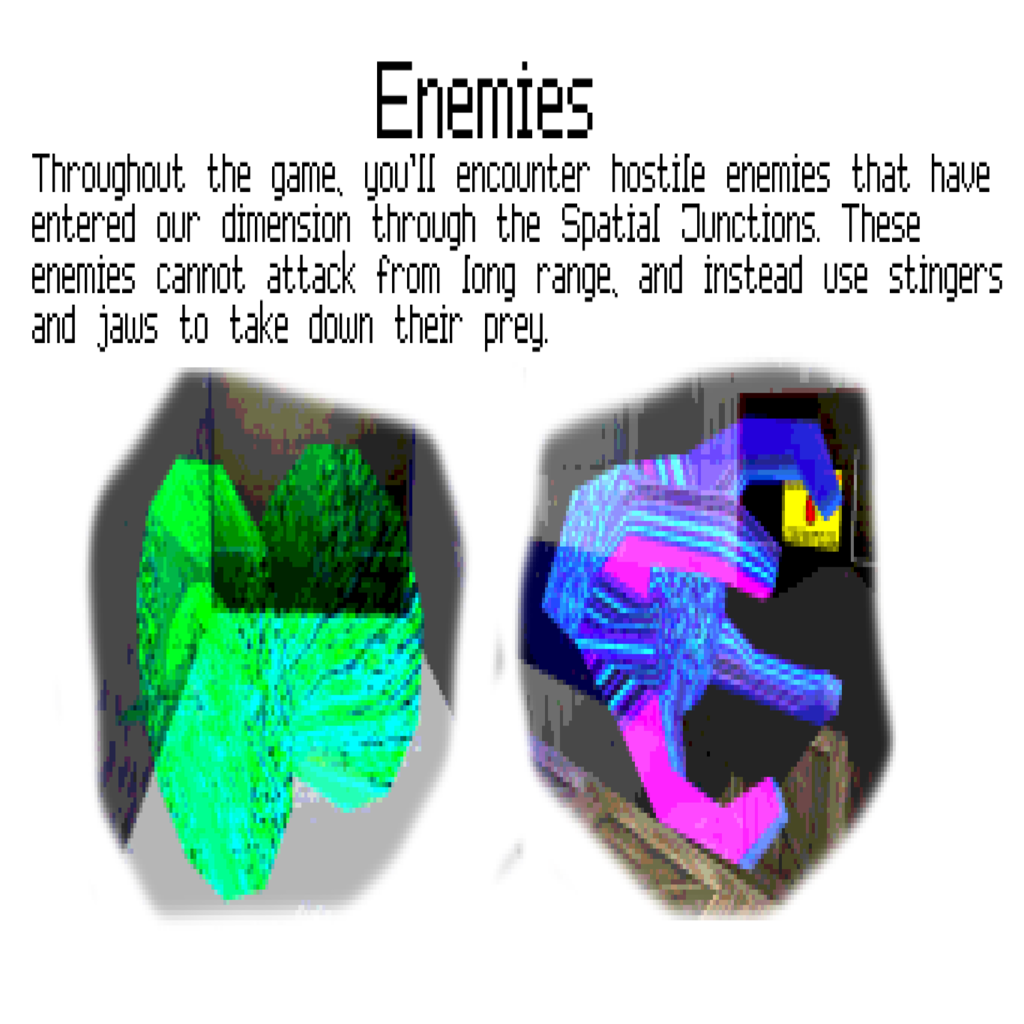 Enemies
Throughout the game, you'll encounter hostile enemies that have
entered our dimension through the Spatial Junctions. These
enemies cannot attack from long range, and instead use stingers
and jaws to take down their prey.